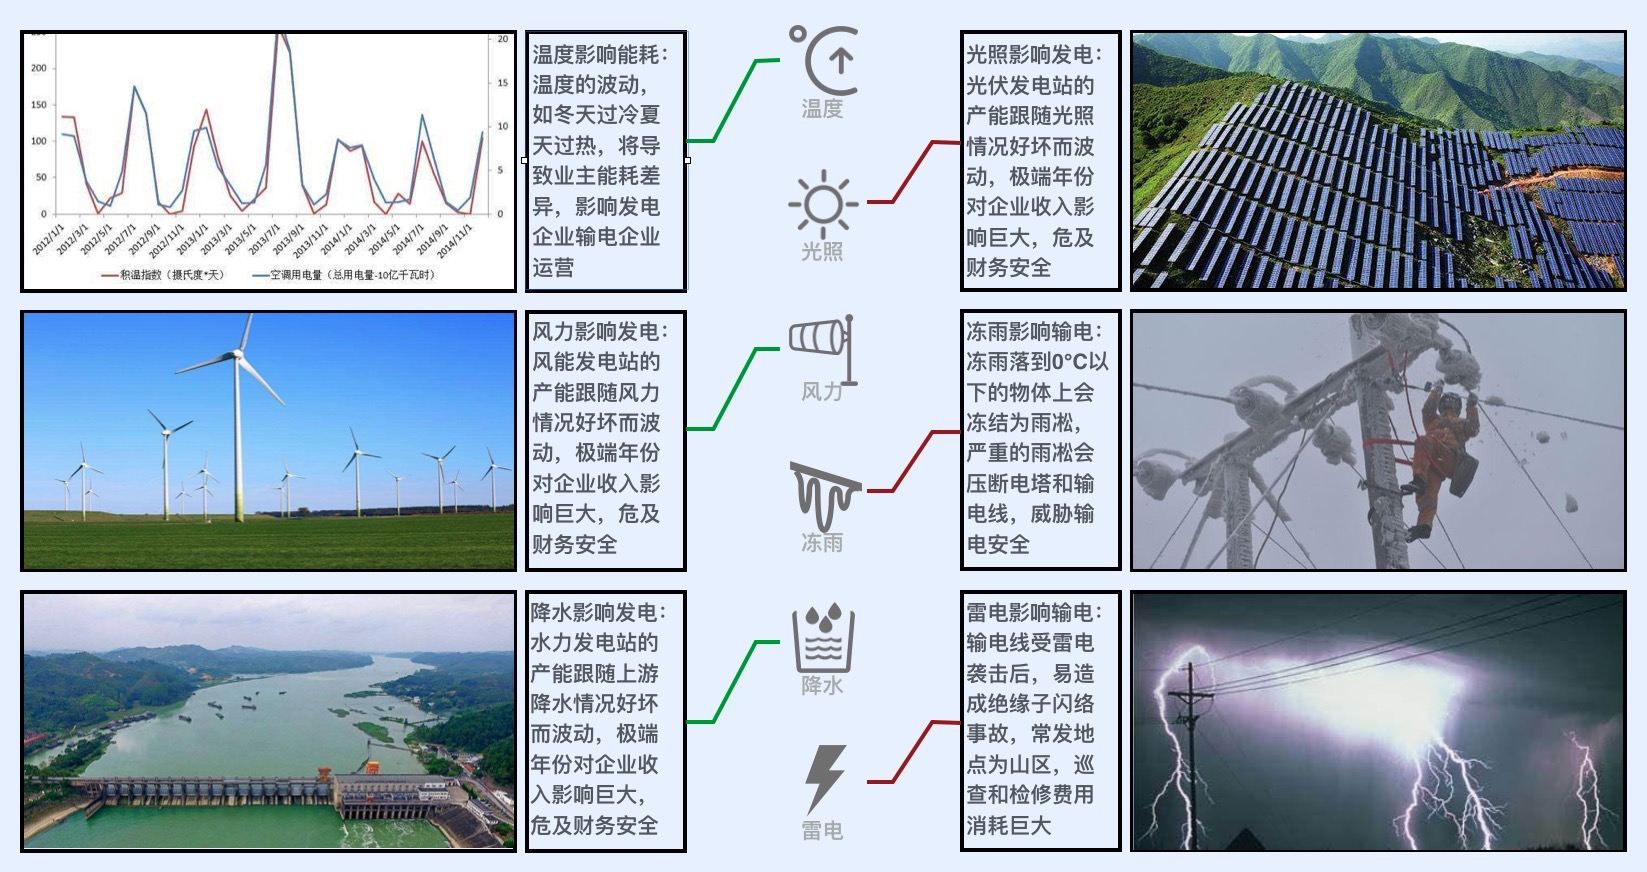 250
200
150
100
50
0
20
15
10
5
0
2012/1/1
2012/3/1
2012/5/1
2012/7/1
2012/9/1
2012/11/1
2013/1/1
2013/3/1
2013/5/1
2013/7/1
2013/9/1
2013/11/1
2014/1/1
2014/3/1
2014/5/1
2014/7/1
2014/9/1
2014/11/1
积温指数（摄氏度*天）
空调用电量（总用电量-10亿千瓦时）
温度影响能耗：
温度的波动，
如冬天过冷夏
天过热，将导
致业主能耗差
异，影响发电
企业输电企业
运营
温度
光照
光照影响发电：
光伏发电站的
产能跟随光照
情况好坏而波
动，极端年份
对企业收入影
响巨大，危及
财务安全
风力影响发电：
风能发电站的
产能跟随风力
情况好坏而波
动，极端年份
对企业收入影
响巨大，危及
财务安全
风力
冻雨
冻雨影响输电：
冻雨落到0°C以
下的物体上会
冻结为雨凇，
严重的雨凇会
压断电塔和输
电线，威胁输
电安全
降水影响发电：
水力发电站的
产能跟随上游
降水情况好坏
而波动，极端
年份对企业收
入影响巨大，
危及财务安全
降水
雷电
雷电影响输电：
输电线受雷电
袭击后，易造
成绝缘子闪络
事故，常发地
点为山区，巡
查和检修费用
消耗巨大